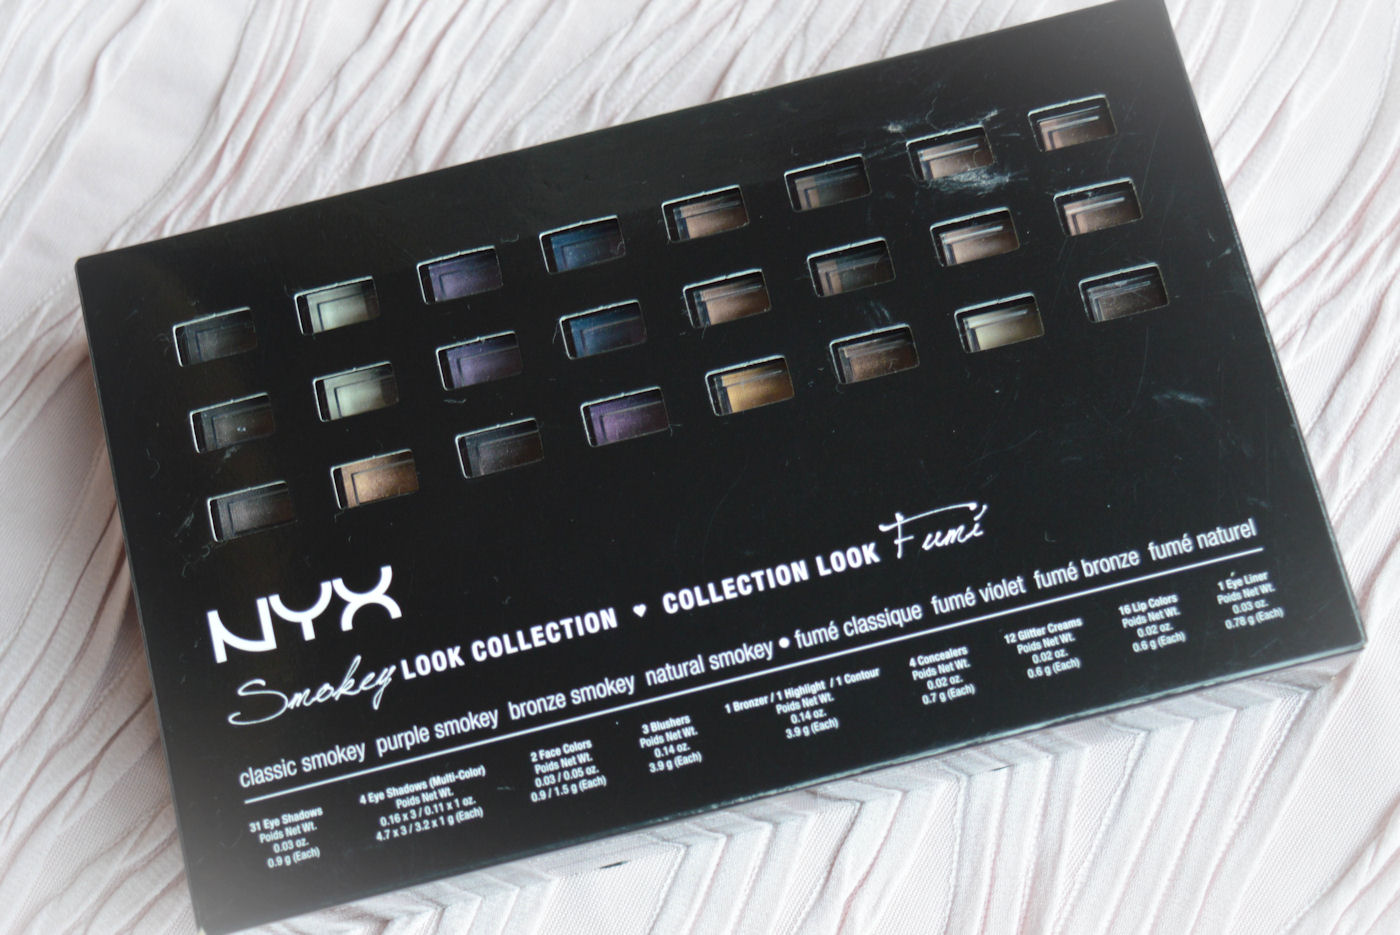 NYX
Smokey LOOK COLLECTION ♥ COLLECTION LOOK Fumé
classic smokey purple smokey bronze smokey natural smokey • fumé classique fumé violet fumé bronze fumé naturel
31 Eye Shadows
Poids Net Wt.
0.03 oz.
0.9 g (Each)
4 Eye Shadows (Multi-Color)
Poids Net Wt.
0.16 x 3 / 0.11 x 1 oz.
4.7 x 3 / 3.2 x 1 g (Each)
2 Face Colors
Poids Net Wt.
0.03 / 0.05 oz.
0.9 / 1.5 g (Each)
3 Blushers
Poids Net Wt.
0.14 oz.
3.9 g (Each)
1 Bronzer / 1 Highlight / 1 Contour
Poids Net Wt.
0.14 oz.
3.9 g (Each)
4 Concealers
Poids Net Wt.
0.02 oz.
0.7 g (Each)
12 Glitter Creams
Poids Net Wt.
0.02 oz.
0.6 g (Each)
16 Lip Colors
Poids Net Wt.
0.02 oz.
0.6 g (Each)
1 Eye Liner
Poids Net Wt.
0.03 oz.
0.78 g (Each)